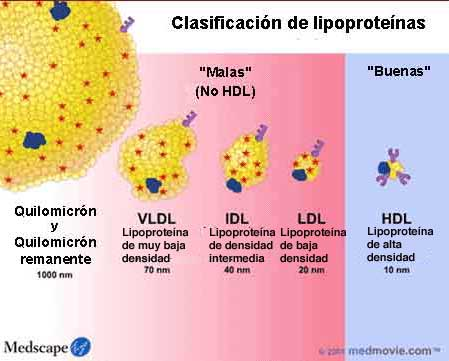 Clasificación de lipoproteínas
"Malas"
(No HDL)
"Buenas"
Quilomicrón
y
Quilomicrón
remanente
1000 nm
VLDL
Lipoproteína
de muy baja
densidad
70 nm
IDL
Lipoproteína
de densidad
intermedia
40 nm
LDL
Lipoproteína
de baja
densidad
20 nm
HDL
Lipoproteína
de alta
densidad
10 nm
Medscape
medmovie.com™